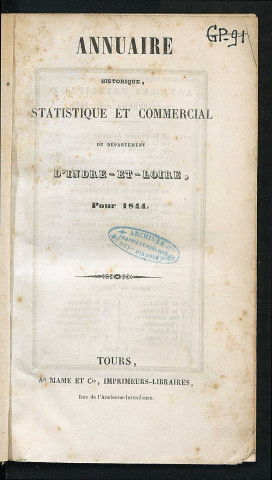 GP-91
ANNUAIRE
HISTORIQUE,
STATISTIQUE ET COMMERCIAL
DU DÉPARTEMENT
D'INDRE-ET-LOIRE,
Pour 1844.
ARCHIVES
TOURS,
Ad MAME ET Cie, IMPRIMEURS-LIBRAIRES,
Rue de l'Ancienne-Intendance.